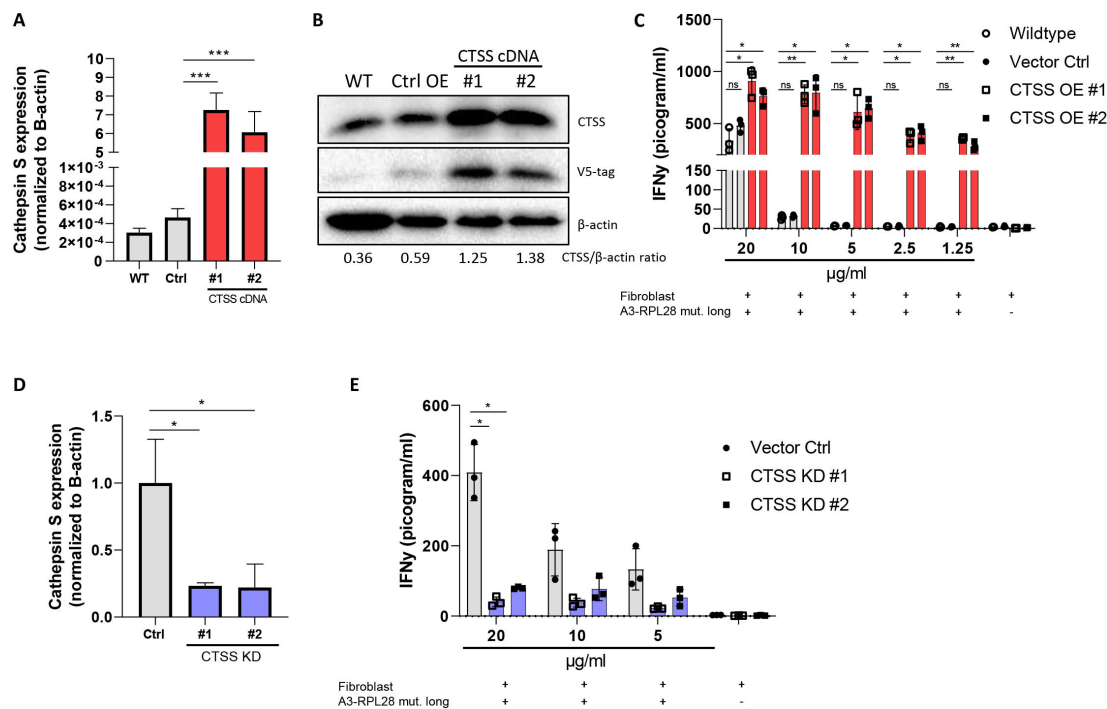 A
Cathepsin S expression
(normalized to B-actin)
10
9
8
7
6
5
1×10⁻³
8×10⁻⁴
6×10⁻⁴
4×10⁻⁴
2×10⁻⁴
0
***
***
WT
Ctrl
#1
#2
CTSS cDNA
B
CTSS cDNA
WT
Ctrl OE
#1
#2
CTSS
V5-tag
β-actin
0.36
0.59
1.25
1.38
CTSS/β-actin ratio
C
IFNy (picogram/ml)
1500
1000
500
150
100
50
0
* * * * **
* ** * * **
ns ns ns ns ns
20
10
5
2.5
1.25
µg/ml
Fibroblast + + + + + +
A3-RPL28 mut. long + + + + + -
Wildtype
Vector Ctrl
CTSS OE #1
CTSS OE #2
D
Cathepsin S expression
(normalized to B-actin)
1.5
1.0
0.5
0.0
*
*
Ctrl
#1
#2
CTSS KD
E
IFNy (picogram/ml)
600
400
200
0
*
*
20
10
5
µg/ml
Fibroblast + + + +
A3-RPL28 mut. long + + + -
Vector Ctrl
CTSS KD #1
CTSS KD #2